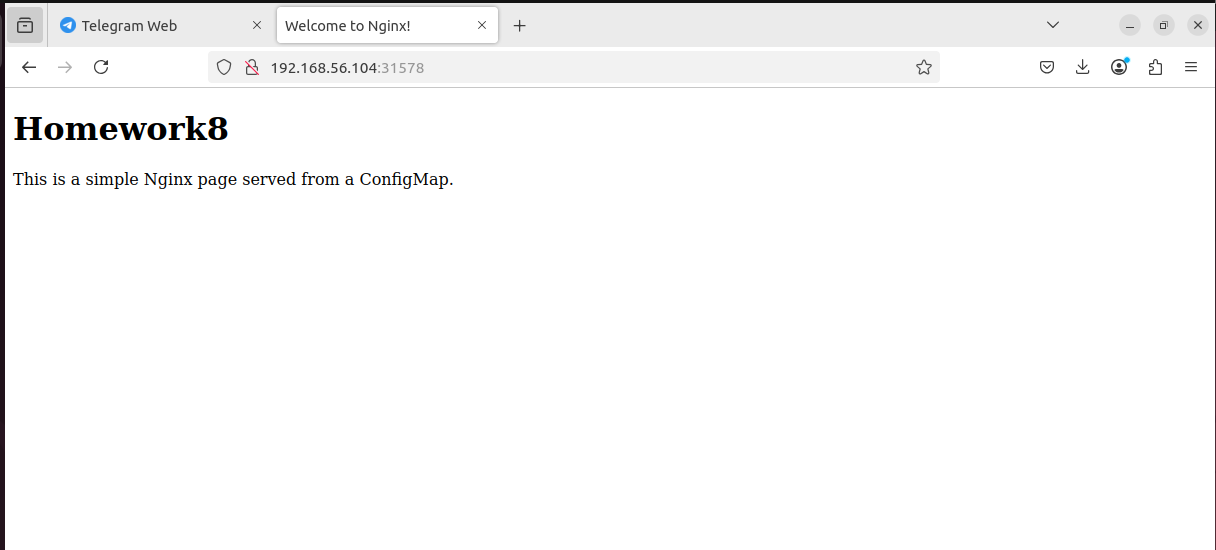 Telegram Web
Welcome to Nginx!
192.168.56.104:31578
Homework8
This is a simple Nginx page served from a ConfigMap.